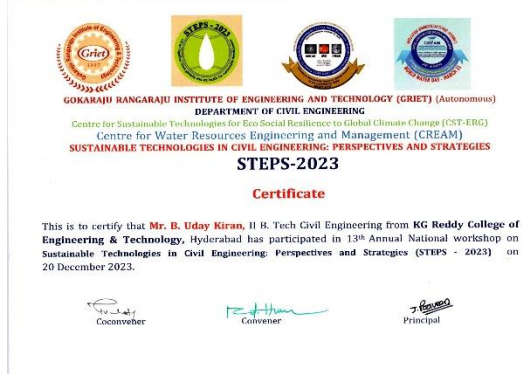 Griet
1997
STEPS - 2023
GOKARAJU RANGARAJU INSTITUTE OF ENGINEERING AND TECHNOLOGY (GRIET) (Autonomous)
DEPARTMENT OF CIVIL ENGINEERING
Centre for Sustainable Technologies for Eco Social Resilience to Global Climate Change (CST-ERG)
Centre for Water Resources Engineering and Management (CREAM)
SUSTAINABLE TECHNOLOGIES IN CIVIL ENGINEERING: PERSPECTIVES AND STRATEGIES
STEPS-2023
Certificate
This is to certify that Mr. B. Uday Kiran, II B. Tech Civil Engineering from KG Reddy College of
Engineering & Technology, Hyderabad has participated in 13th Annual National workshop on
Sustainable Technologies in Civil Engineering: Perspectives and Strategies (STEPS - 2023) on
20 December 2023.
Coconvener
Convener
Principal